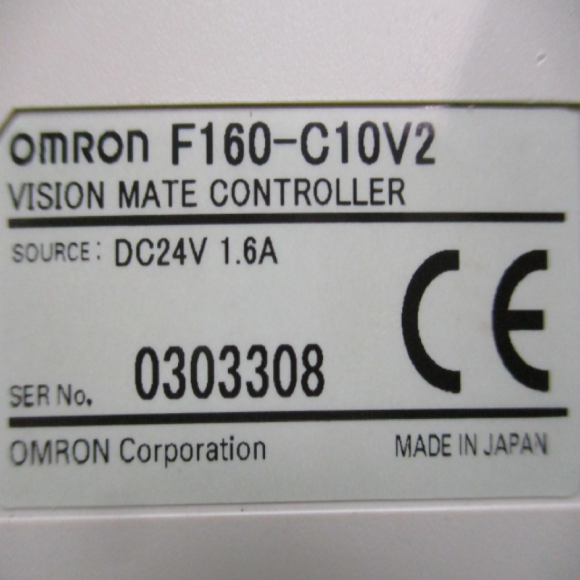 OMRON F160-C10V2
VISION MATE CONTROLLER
SOURCE: DC24V 1.6A
CE
SER No. 0303308
OMRON Corporation MADE IN JAPAN